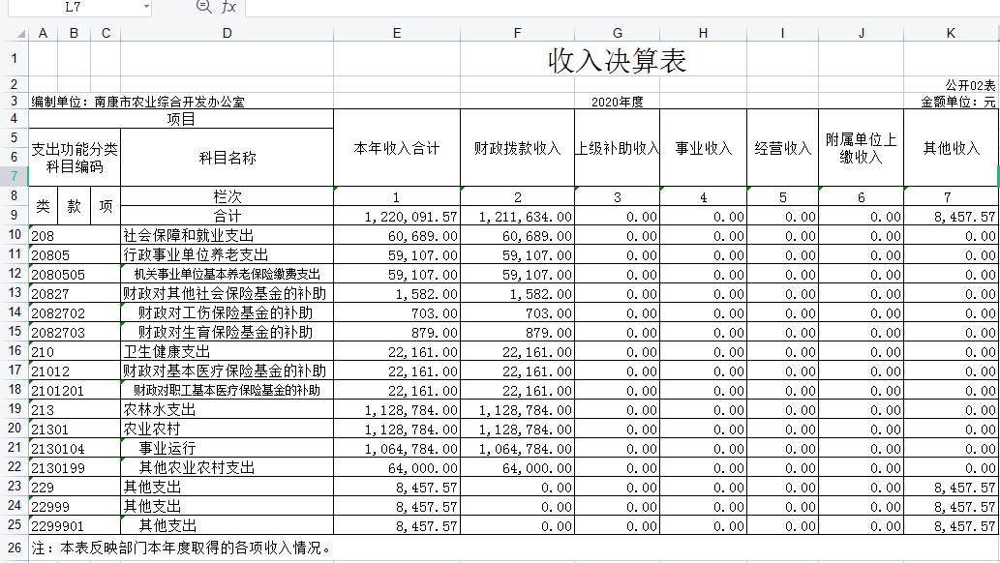 L7 fx
A B C D E F G H I J K
1 收入决算表
2 公开02表
3 编制单位：南康市农业综合开发办公室 2020年度 金额单位：元
4 项目
5 支出功能分类 科目名称 本年收入合计 财政拨款收入 上级补助收入 事业收入 经营收入 附属单位上 其他收入
6 科目编码 缴收入
7
8 类 款 项 栏次 1 2 3 4 5 6 7
9 合计 1,220,091.57 1,211,634.00 0.00 0.00 0.00 0.00 8,457.57
10 208 社会保障和就业支出 60,689.00 60,689.00 0.00 0.00 0.00 0.00 0.00
11 20805 行政事业单位养老支出 59,107.00 59,107.00 0.00 0.00 0.00 0.00 0.00
12 2080505 机关事业单位基本养老保险缴费支出 59,107.00 59,107.00 0.00 0.00 0.00 0.00 0.00
13 20827 财政对其他社会保险基金的补助 1,582.00 1,582.00 0.00 0.00 0.00 0.00 0.00
14 2082702 财政对工伤保险基金的补助 703.00 703.00 0.00 0.00 0.00 0.00 0.00
15 2082703 财政对生育保险基金的补助 879.00 879.00 0.00 0.00 0.00 0.00 0.00
16 210 卫生健康支出 22,161.00 22,161.00 0.00 0.00 0.00 0.00 0.00
17 21012 财政对基本医疗保险基金的补助 22,161.00 22,161.00 0.00 0.00 0.00 0.00 0.00
18 2101201 财政对职工基本医疗保险基金的补助 22,161.00 22,161.00 0.00 0.00 0.00 0.00 0.00
19 213 农林水支出 1,128,784.00 1,128,784.00 0.00 0.00 0.00 0.00 0.00
20 21301 农业农村 1,128,784.00 1,128,784.00 0.00 0.00 0.00 0.00 0.00
21 2130104 事业运行 1,064,784.00 1,064,784.00 0.00 0.00 0.00 0.00 0.00
22 2130199 其他农业农村支出 64,000.00 64,000.00 0.00 0.00 0.00 0.00 0.00
23 229 其他支出 8,457.57 0.00 0.00 0.00 0.00 0.00 8,457.57
24 22999 其他支出 8,457.57 0.00 0.00 0.00 0.00 0.00 8,457.57
25 2299901 其他支出 8,457.57 0.00 0.00 0.00 0.00 0.00 8,457.57
26 注：本表反映部门本年度取得的各项收入情况。